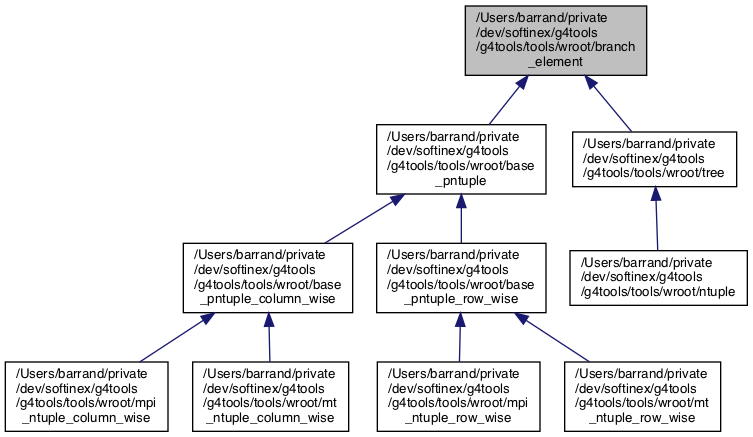 /Users/barrand/private
/dev/softinex/g4tools
/g4tools/tools/wroot/branch
_element
/Users/barrand/private
/dev/softinex/g4tools
/g4tools/tools/wroot/base
_pntuple
/Users/barrand/private
/dev/softinex/g4tools
/g4tools/tools/wroot/tree
/Users/barrand/private
/dev/softinex/g4tools
/g4tools/tools/wroot/base
_pntuple_column_wise
/Users/barrand/private
/dev/softinex/g4tools
/g4tools/tools/wroot/base
_pntuple_row_wise
/Users/barrand/private
/dev/softinex/g4tools
/g4tools/tools/wroot/ntuple
/Users/barrand/private
/dev/softinex/g4tools
/g4tools/tools/wroot/mpi
_ntuple_column_wise
/Users/barrand/private
/dev/softinex/g4tools
/g4tools/tools/wroot/mt
_ntuple_column_wise
/Users/barrand/private
/dev/softinex/g4tools
/g4tools/tools/wroot/mpi
_ntuple_row_wise
/Users/barrand/private
/dev/softinex/g4tools
/g4tools/tools/wroot/mt
_ntuple_row_wise